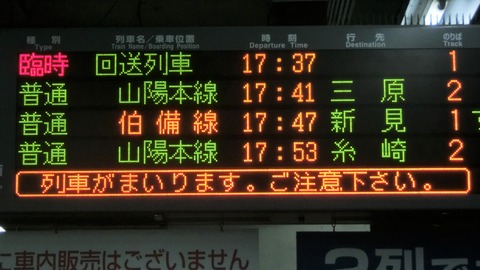 種別 列車名／乗車位置 時刻 行先 のりば
Type Train Name/Boarding Position Departure Time Destination Track
臨時 回送列車 17:37 1
普通 山陽本線 17:41 三原 2
普通 伯備線 17:47 新見 1
普通 山陽本線 17:53 糸崎 2
列車がまいります。ご注意下さい。
に車内販売はございません